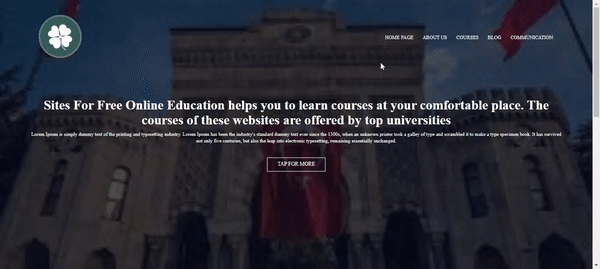 HOME PAGE ABOUT US COURSES BLOG COMMUNICATION
Sites For Free Online Education helps you to learn courses at your comfortable place. The
courses of these websites are offered by top universities
Lorem Ipsum is simply dummy text of the printing and typesetting industry. Lorem Ipsum has been the industry's standard dummy text ever since the 1500s, when an unknown printer took a galley of type and scrambled it to make a type specimen book. It has survived
not only five centuries, but also the leap into electronic typesetting, remaining essentially unchanged.
TAP FOR MORE